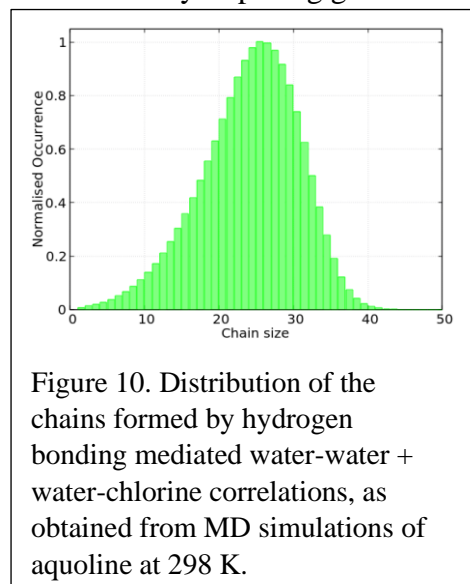 1
0.8
0.6
0.4
0.2
0
Normalised Occurrence
0 10 20 30 40 50
Chain size
Figure 10. Distribution of the
chains formed by hydrogen
bonding mediated water-water +
water-chlorine correlations, as
obtained from MD simulations of
aquoline at 298 K.